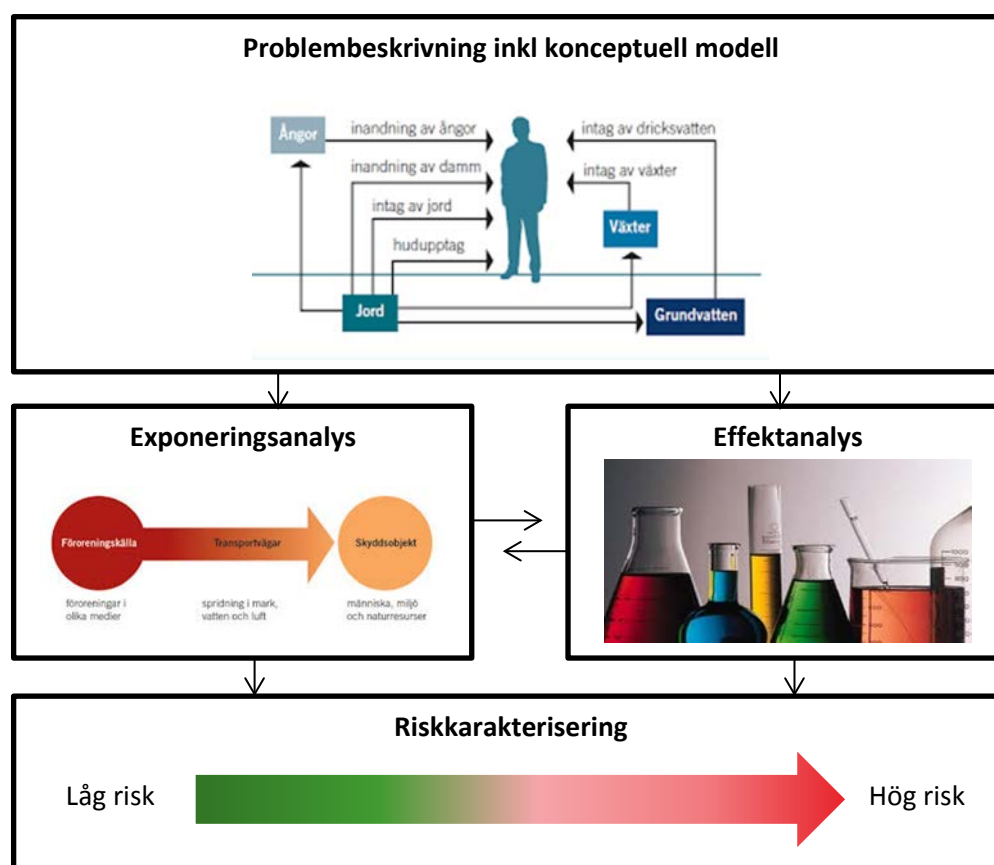 Problembeskrivning inkl konceptuell modell
Ångor
inandning av ångor
intag av dricksvatten
inandning av damm
intag av växter
intag av jord
Växter
hudupptag
Jord
Grundvatten
Exponeringsanalys
Föroreningskälla
Transportvägar
Skyddsobjekt
föroreningar i
olika medier
spridning i mark,
vatten och luft
människa, miljö
och naturresurser
Effektanalys
1000
Riskkarakterisering
Låg risk
Hög risk